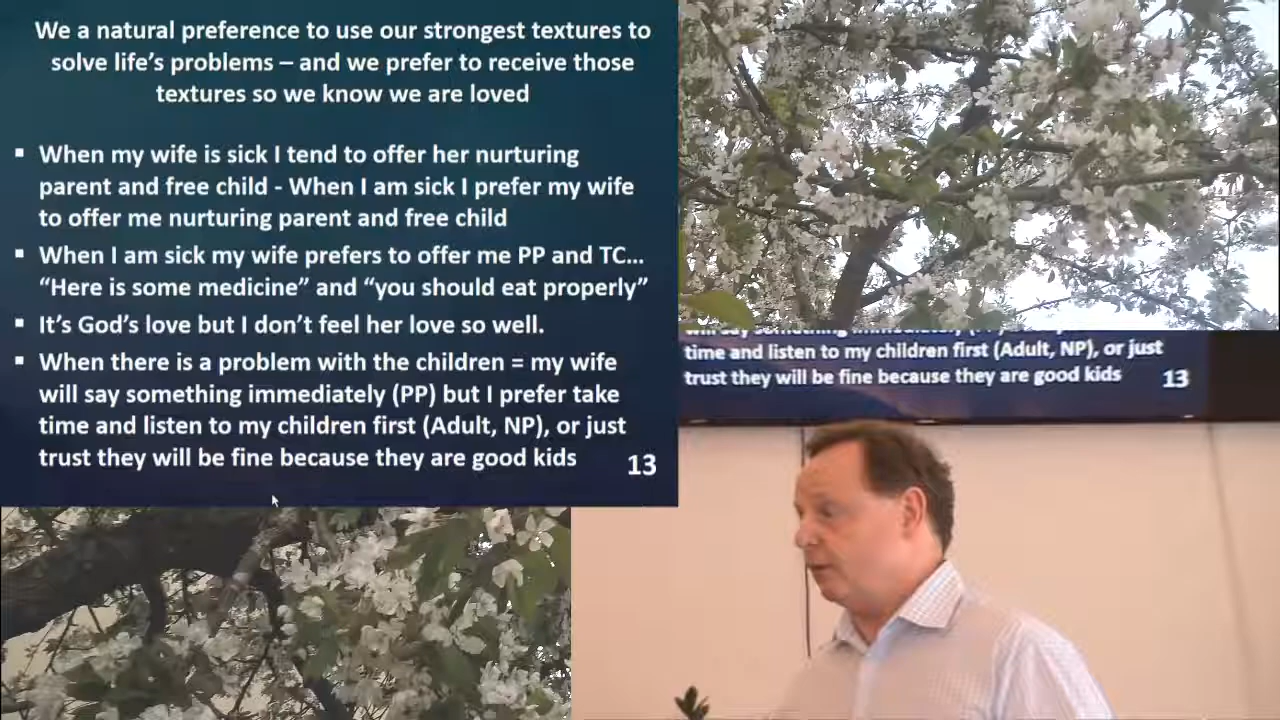 We a natural preference to use our strongest textures to
solve life's problems – and we prefer to receive those
textures so we know we are loved
▪ When my wife is sick I tend to offer her nurturing
parent and free child - When I am sick I prefer my wife
to offer me nurturing parent and free child
▪ When I am sick my wife prefers to offer me PP and TC...
“Here is some medicine” and “you should eat properly”
▪ It’s God’s love but I don’t feel her love so well.
▪ When there is a problem with the children = my wife
will say something immediately (PP) but I prefer take
time and listen to my children first (Adult, NP), or just
trust they will be fine because they are good kids
13
time and listen to my children first (Adult, NP), or just
trust they will be fine because they are good kids
13